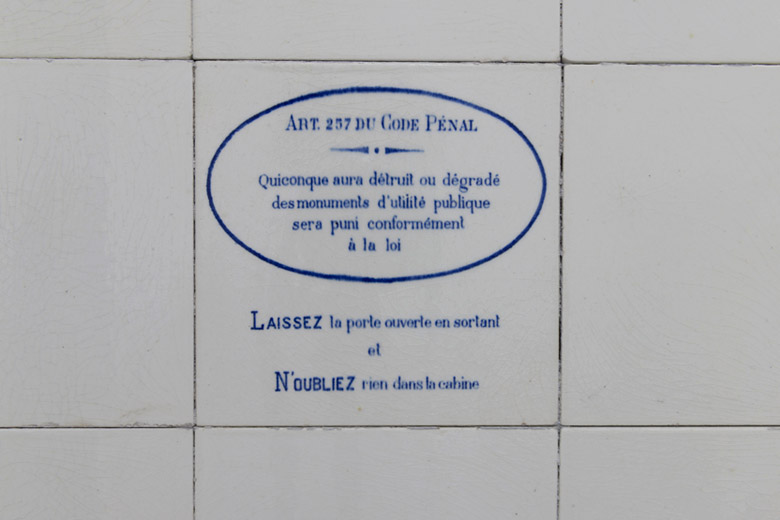 ART. 257 DU CODE PÉNAL
Quiconque aura détruit ou dégradé
des monuments d'utilité publique
sera puni conformément
à la loi
LAISSEZ la porte ouverte en sortant
et
N'OUBLIEZ rien dans la cabine